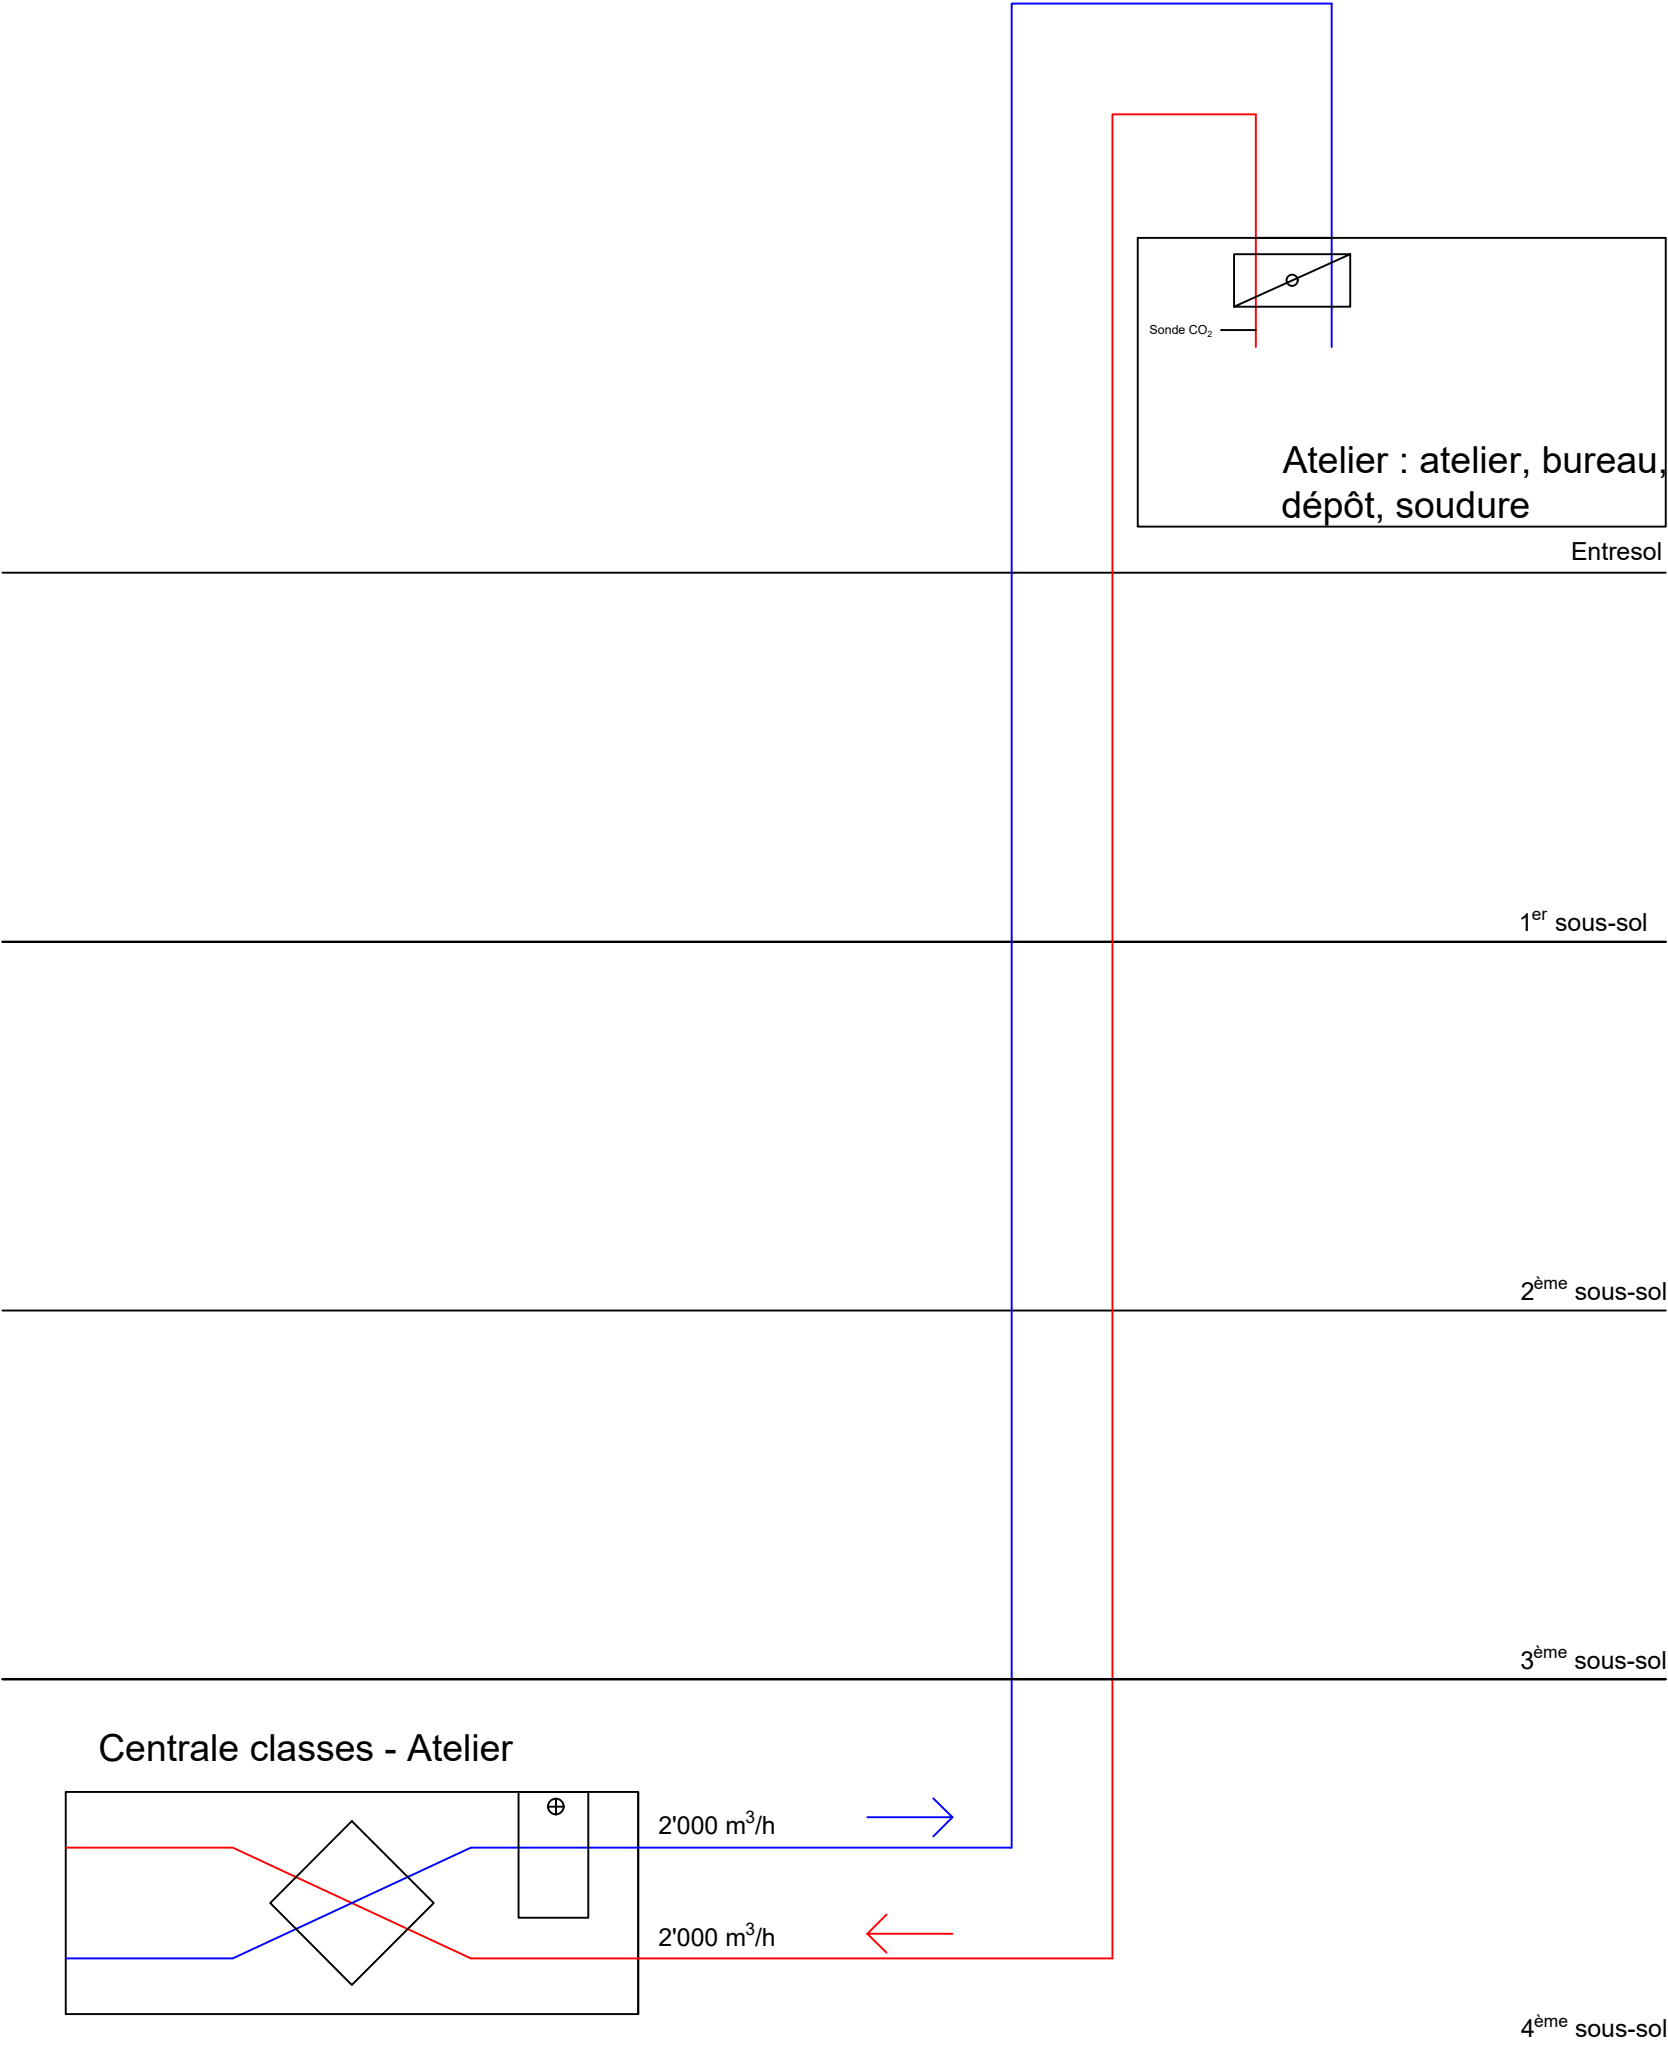 Sonde CO₂
Atelier : atelier, bureau,
dépôt, soudure
Entresol
1er sous-sol
2ème sous-sol
3ème sous-sol
Centrale classes - Atelier
2'000 m³/h
2'000 m³/h
4ème sous-sol